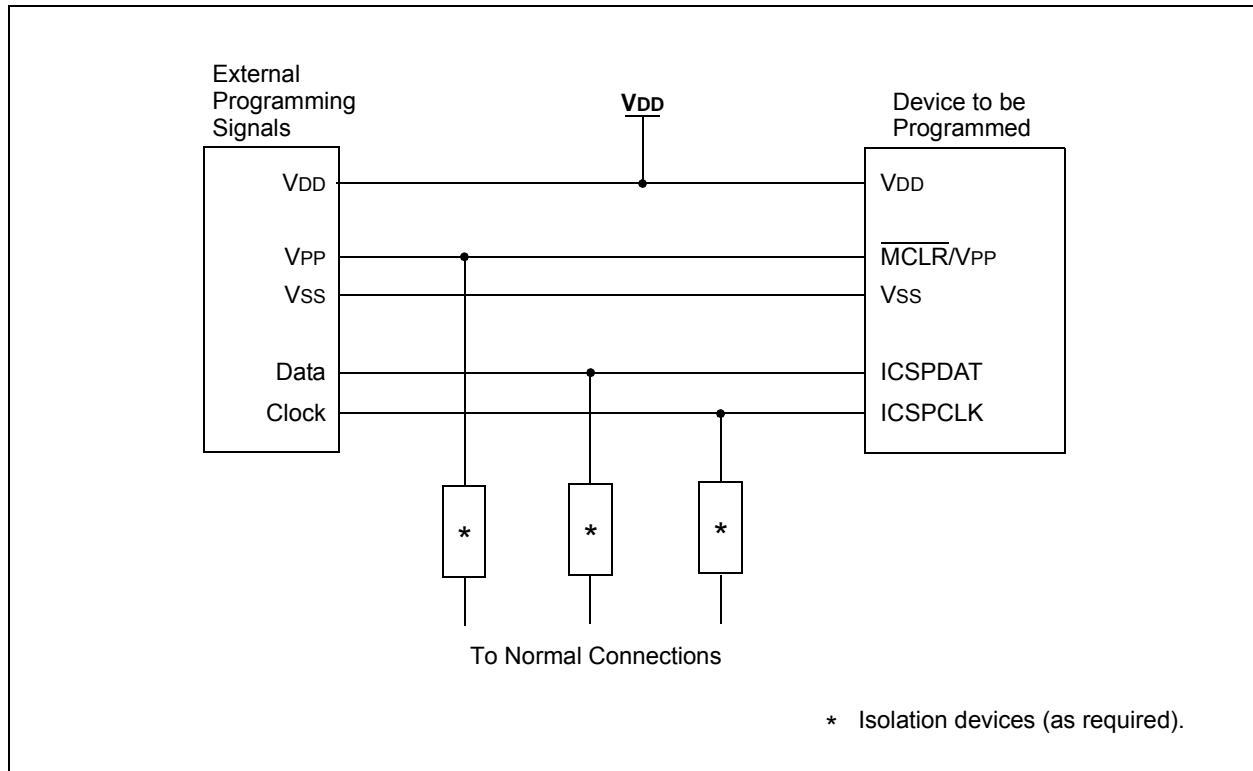 External
Programming
Signals
VDD
Device to be
Programmed
VDD
VPP
VSS
Data
Clock
VDD
MCLR/VPP
VSS
ICSPDAT
ICSPCLK
*
*
*
To Normal Connections
* Isolation devices (as required).